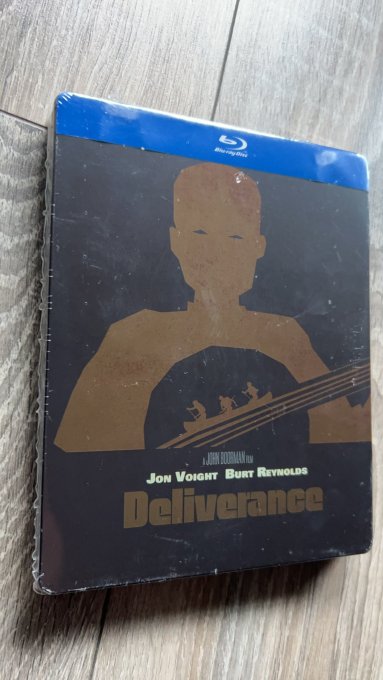 Blu-ray Disc
A JOHN BOORMAN FILM
JON VOIGHT BURT REYNOLDS
Deliverance